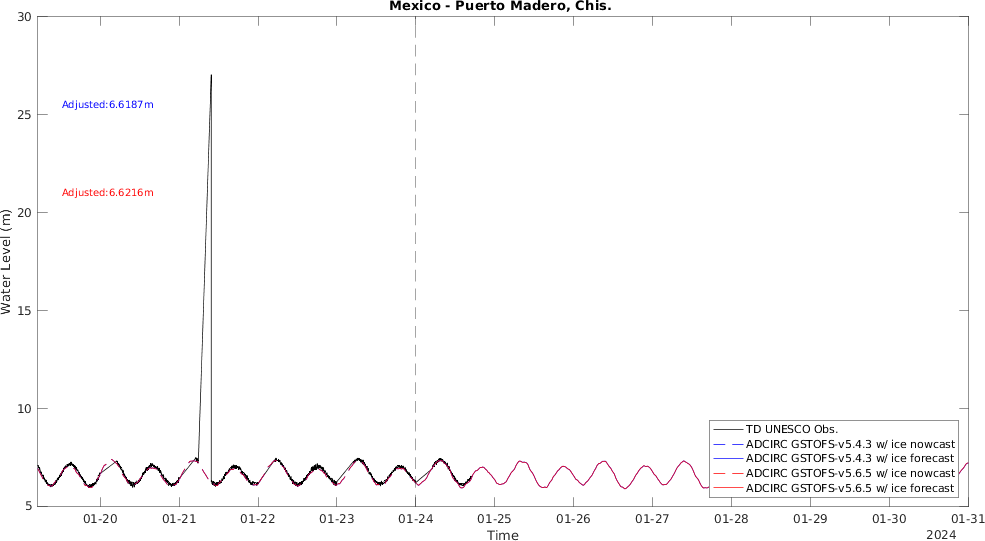 Mexico - Puerto Madero, Chis.
30
25
20
15
10
5
Water Level (m)
Adjusted:6.6187m
Adjusted:6.6216m
TD UNESCO Obs.
ADCIRC GSTOFS-v5.4.3 w/ ice nowcast
ADCIRC GSTOFS-v5.4.3 w/ ice forecast
ADCIRC GSTOFS-v5.6.5 w/ ice nowcast
ADCIRC GSTOFS-v5.6.5 w/ ice forecast
01-20 01-21 01-22 01-23 01-24 01-25 01-26 01-27 01-28 01-29 01-30 01-31
Time
2024